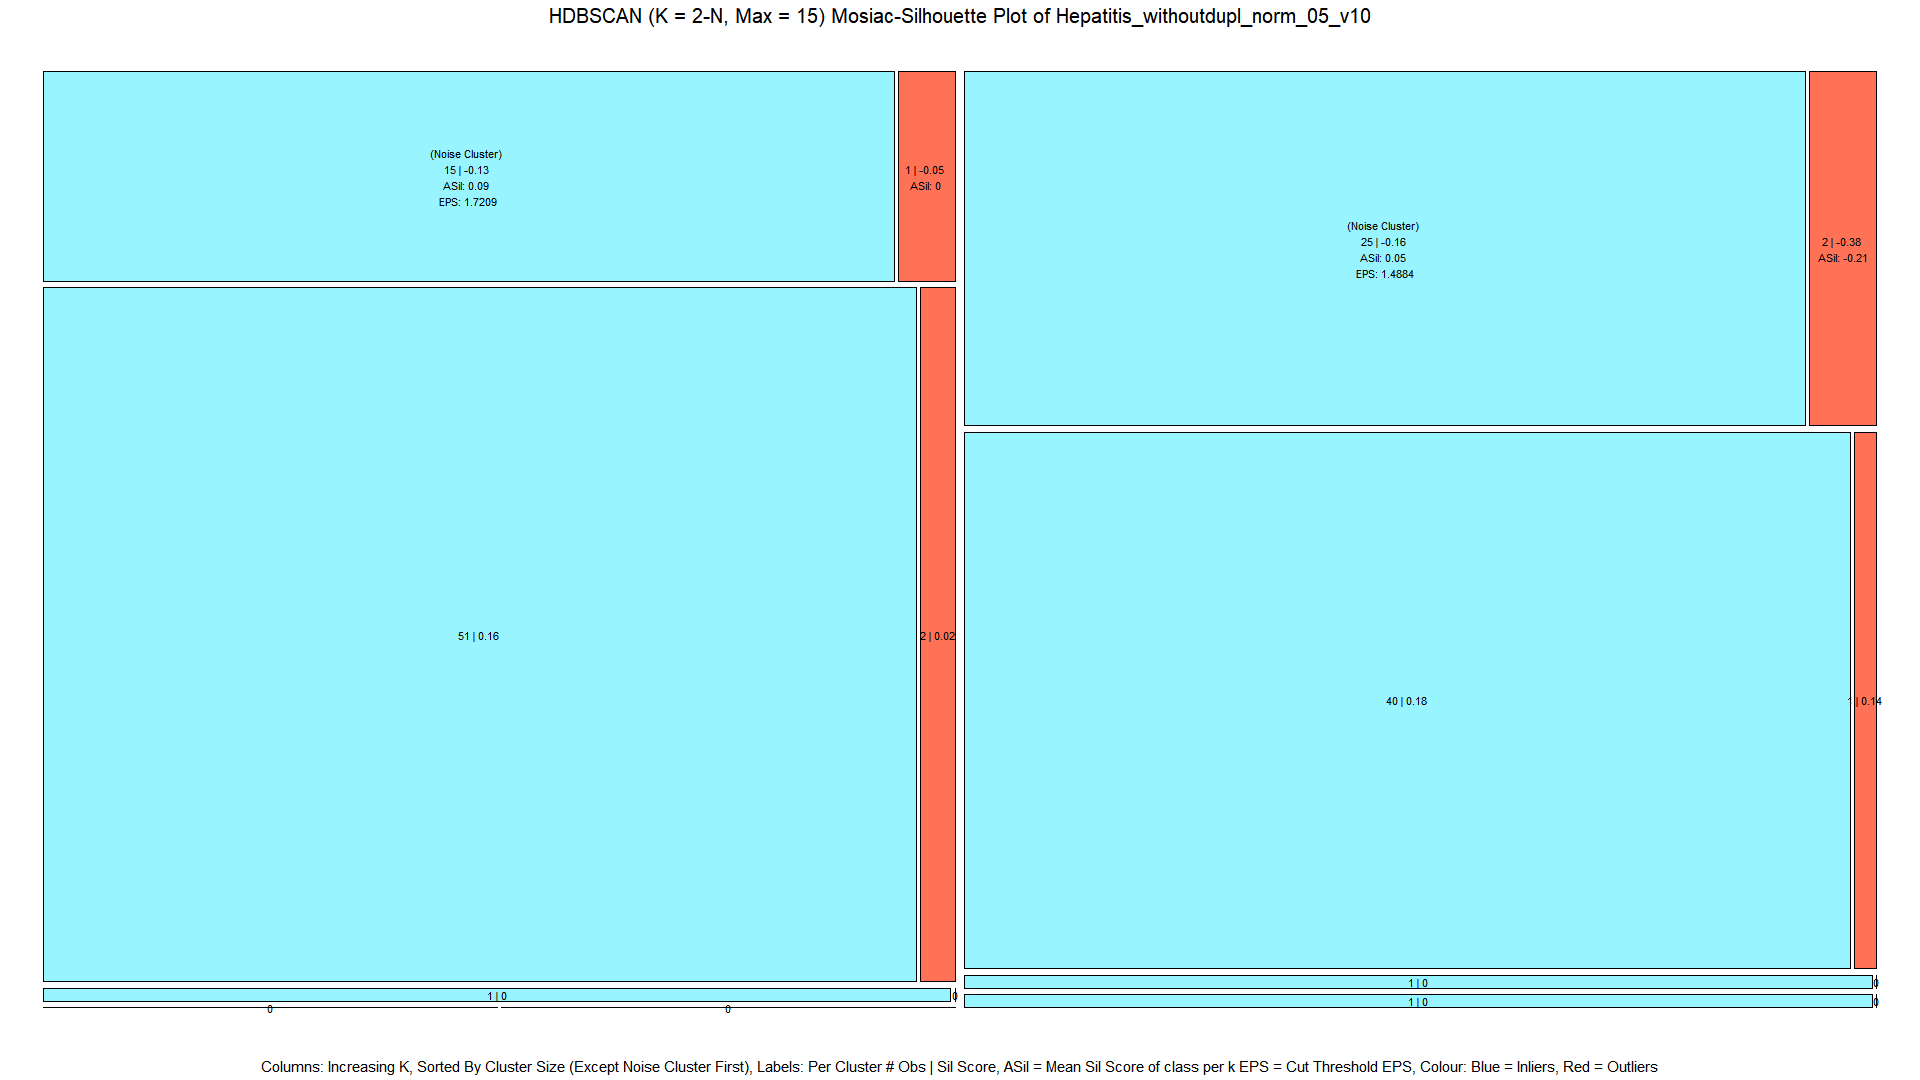 HDBSCAN (K = 2-N, Max = 15) Mosiac-Silhouette Plot of Hepatitis_withoutdupl_norm_05_v10
(Noise Cluster)
15 | -0.13
ASil: 0.09
EPS: 1.7209
1 | -0.05
ASil: 0
51 | 0.16
2 | 0.02
1 | 0
0
0
0
(Noise Cluster)
25 | -0.16
ASil: 0.05
EPS: 1.4884
2 | -0.38
ASil: -0.21
40 | 0.18
1 | 0.14
1 | 0
0
1 | 0
0
Columns: Increasing K, Sorted By Cluster Size (Except Noise Cluster First), Labels: Per Cluster # Obs | Sil Score, ASil = Mean Sil Score of class per k EPS = Cut Threshold EPS, Colour: Blue = Inliers, Red = Outliers